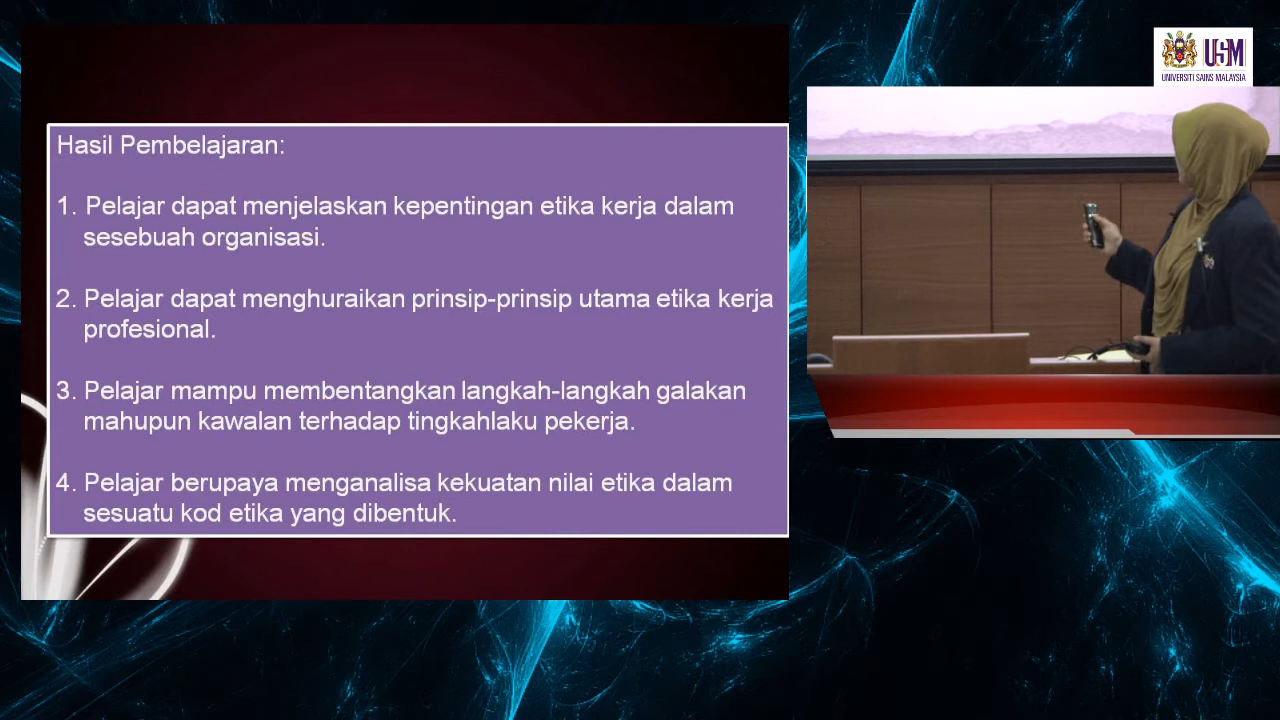 USM
UNIVERSITI SAINS MALAYSIA
Hasil Pembelajaran:
1. Pelajar dapat menjelaskan kepentingan etika kerja dalam
sesebuah organisasi.
2. Pelajar dapat menghuraikan prinsip-prinsip utama etika kerja
profesional.
3. Pelajar mampu membentangkan langkah-langkah galakan
mahupun kawalan terhadap tingkahlaku pekerja.
4. Pelajar berupaya menganalisa kekuatan nilai etika dalam
sesuatu kod etika yang dibentuk.